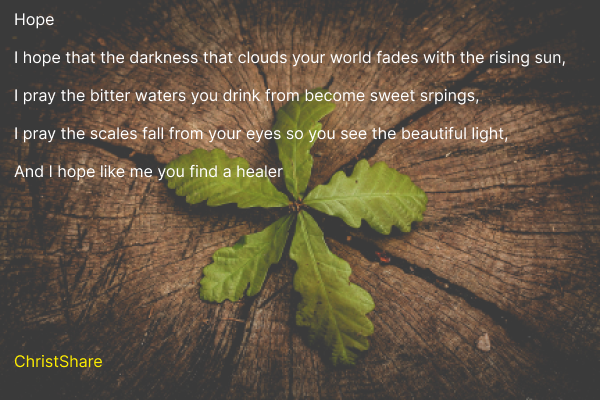 Hope
I hope that the darkness that clouds your world fades with the rising sun,
I pray the bitter waters you drink from become sweet srpings,
I pray the scales fall from your eyes so you see the beautiful light,
And I hope like me you find a healer
ChristShare